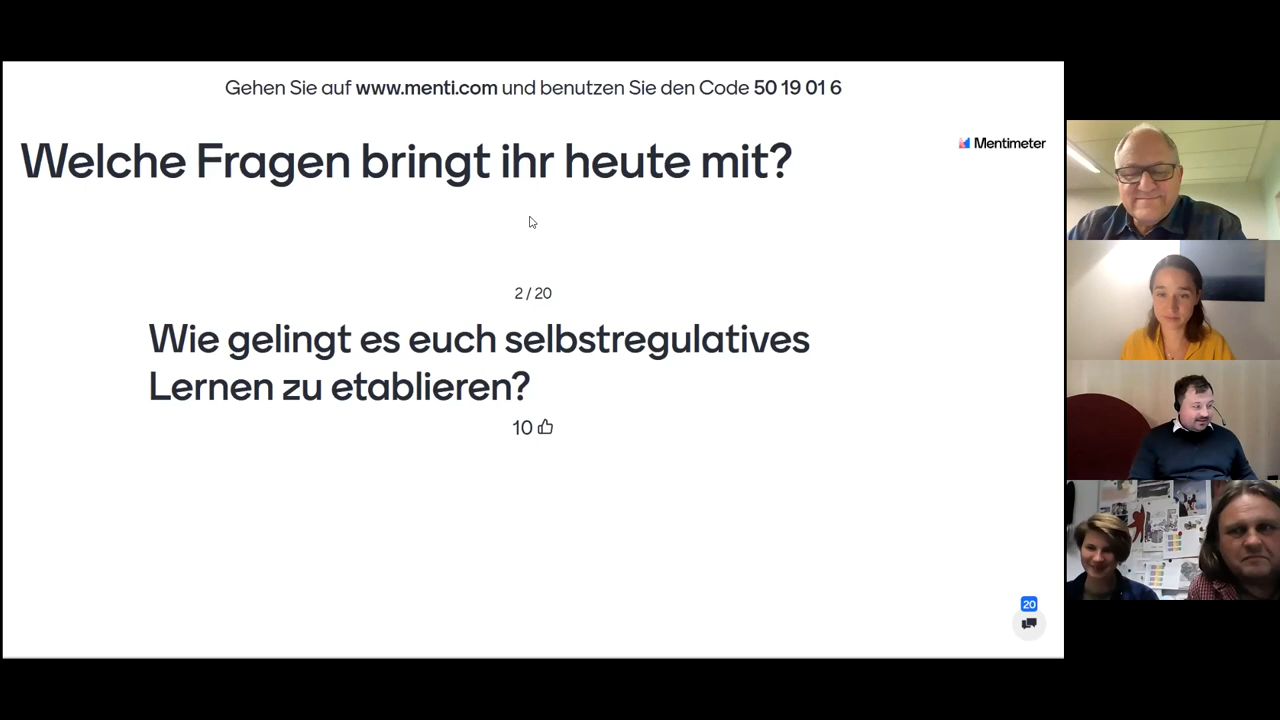 Gehen Sie auf www.menti.com und benutzen Sie den Code 50 19 01 6
Welche Fragen bringt ihr heute mit?
Mentimeter
2 / 20
Wie gelingt es euch selbstregulatives
Lernen zu etablieren?
10
20